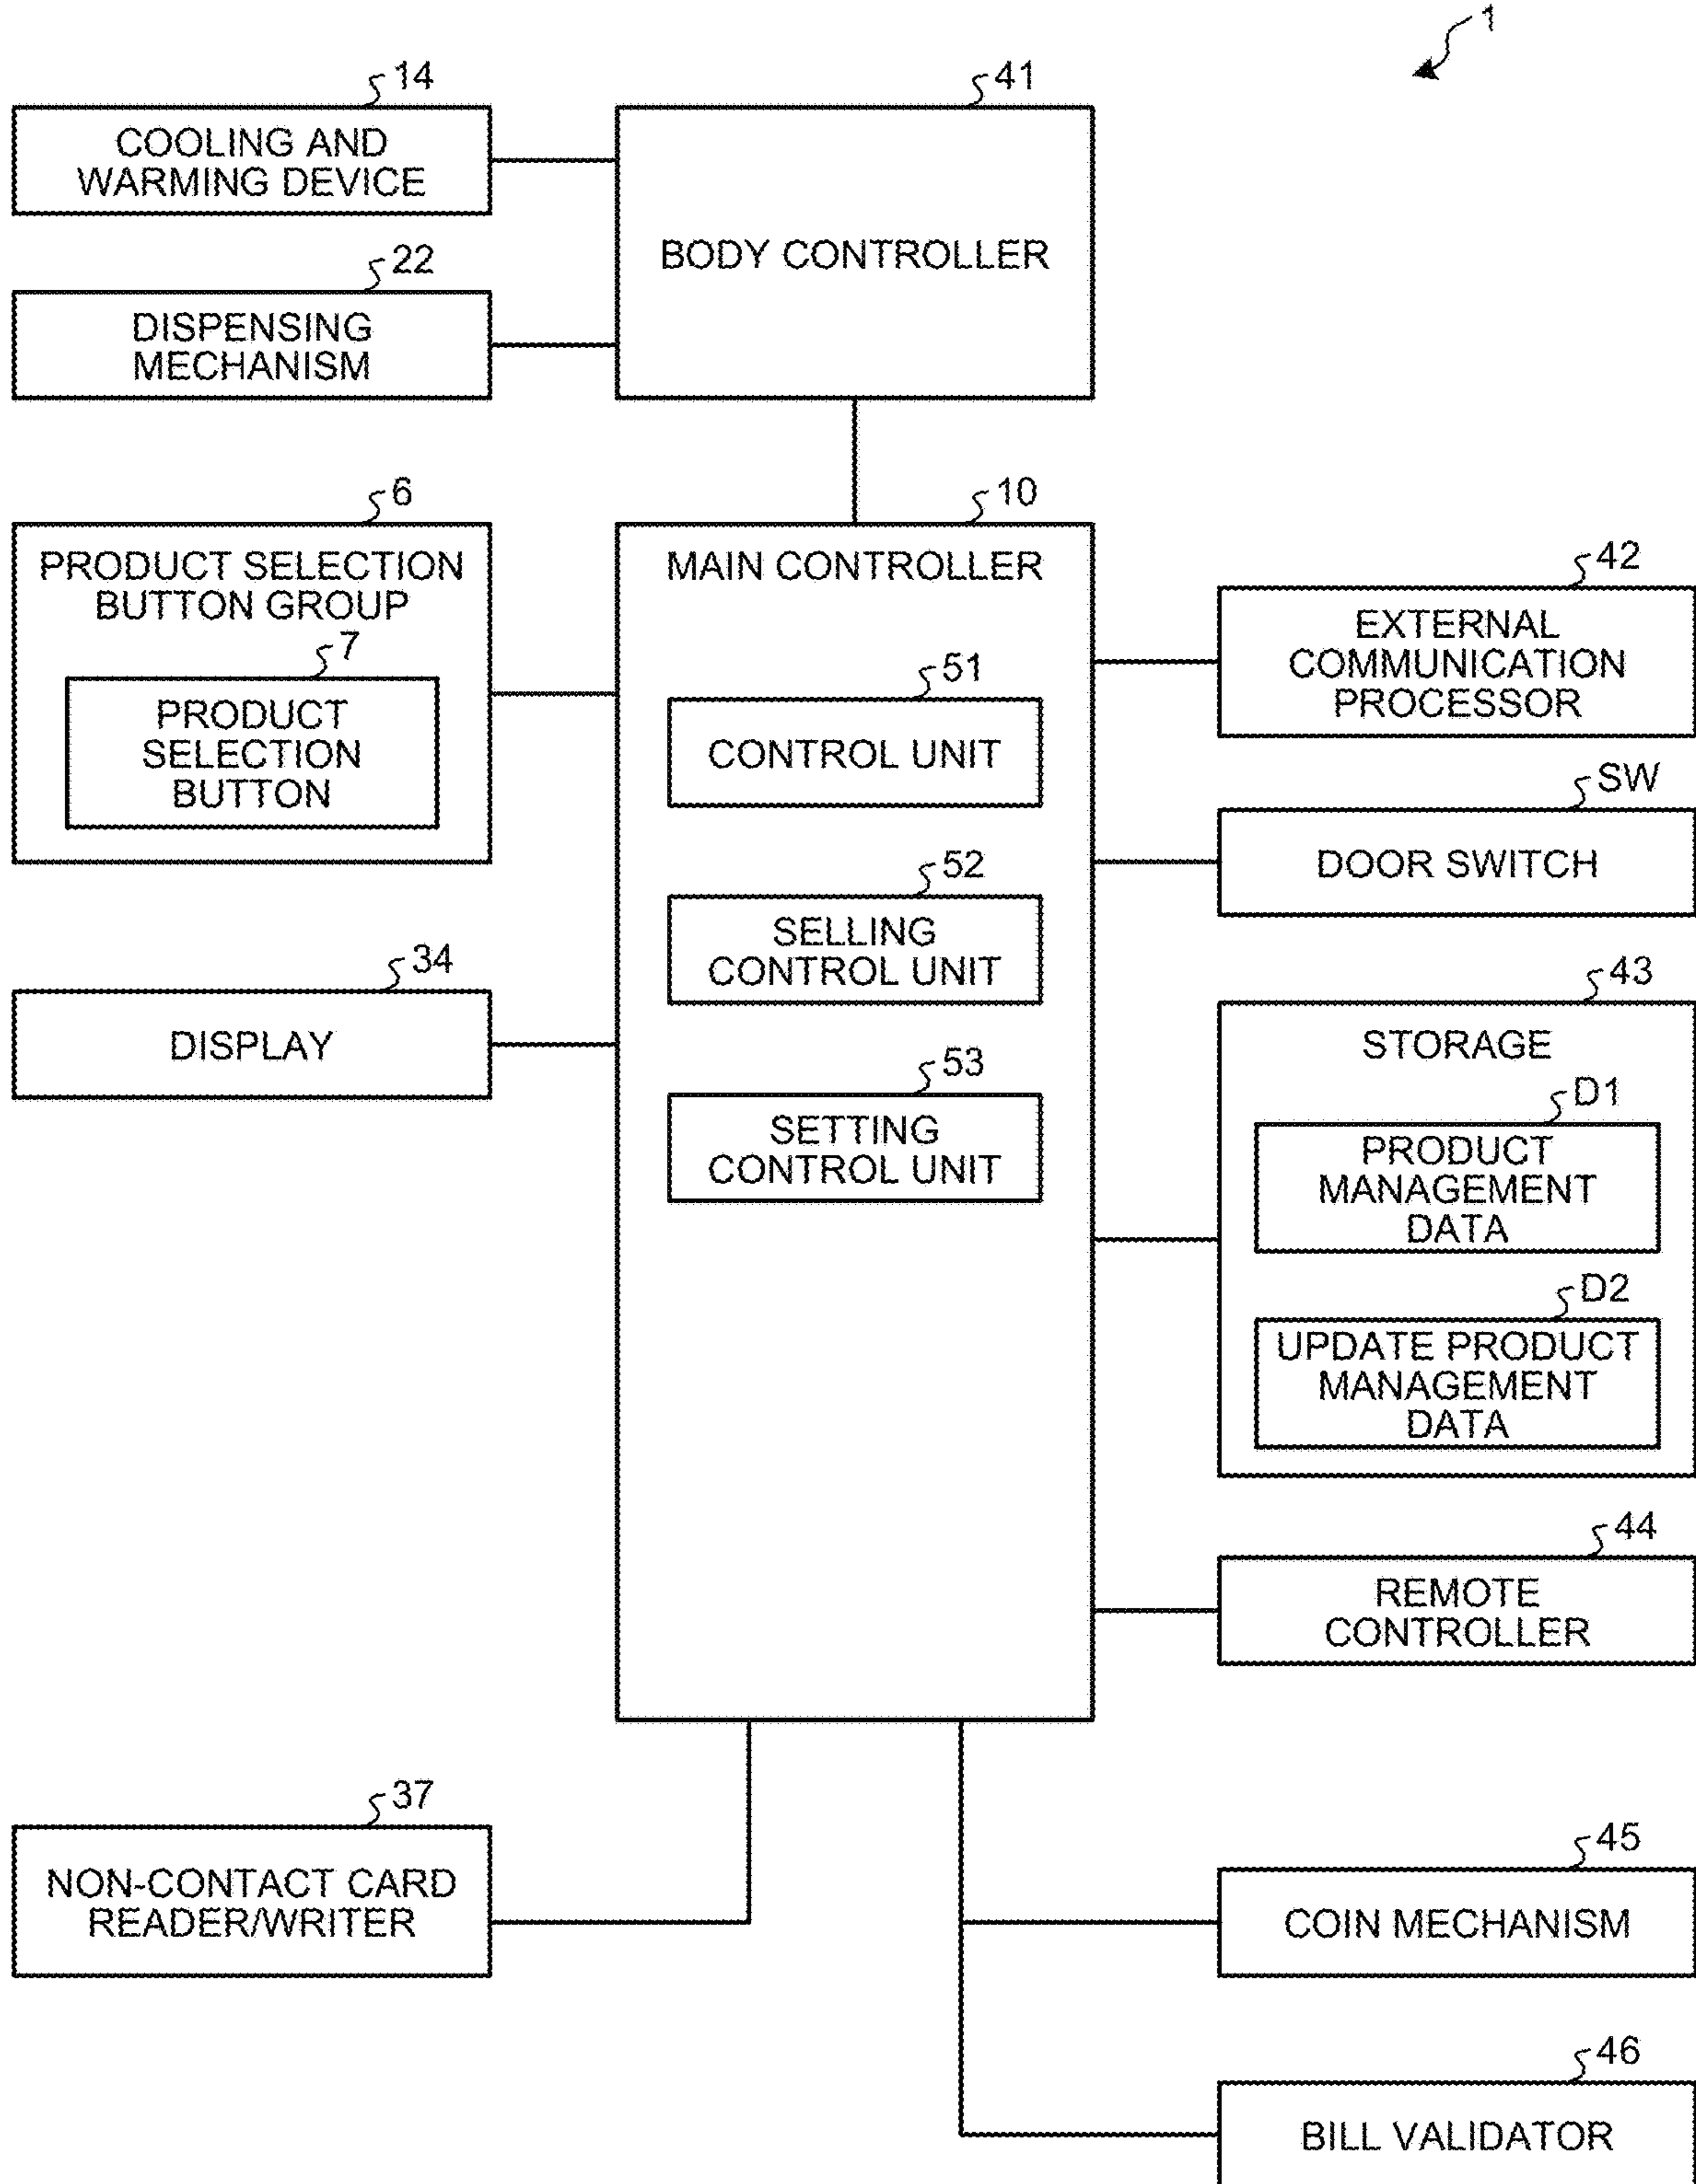 1
14
COOLING AND
WARMING DEVICE
41
BODY CONTROLLER
22
DISPENSING
MECHANISM
6
PRODUCT SELECTION
BUTTON GROUP
7
PRODUCT
SELECTION
BUTTON
10
MAIN CONTROLLER
51
CONTROL UNIT
52
SELLING
CONTROL UNIT
53
SETTING
CONTROL UNIT
42
EXTERNAL
COMMUNICATION
PROCESSOR
SW
DOOR SWITCH
34
DISPLAY
43
STORAGE
D1
PRODUCT
MANAGEMENT
DATA
D2
UPDATE PRODUCT
MANAGEMENT
DATA
44
REMOTE
CONTROLLER
37
NON-CONTACT CARD
READER/WRITER
45
COIN MECHANISM
46
BILL VALIDATOR